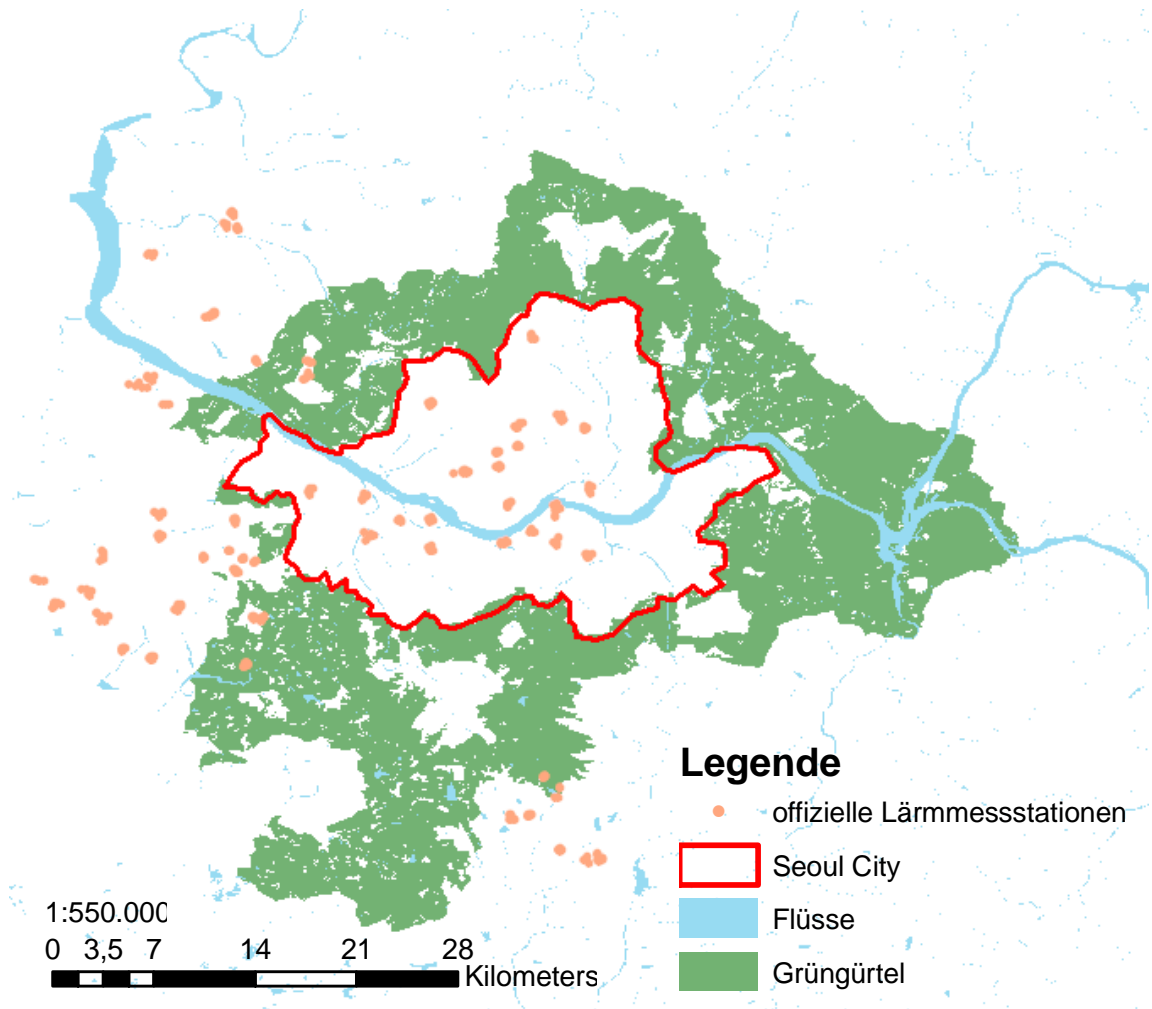 Legende
offizielle Lärmmessstationen
Seoul City
Flüsse
Grüngürtel
1:550.000
0 3,5 7 14 21 28
Kilometers